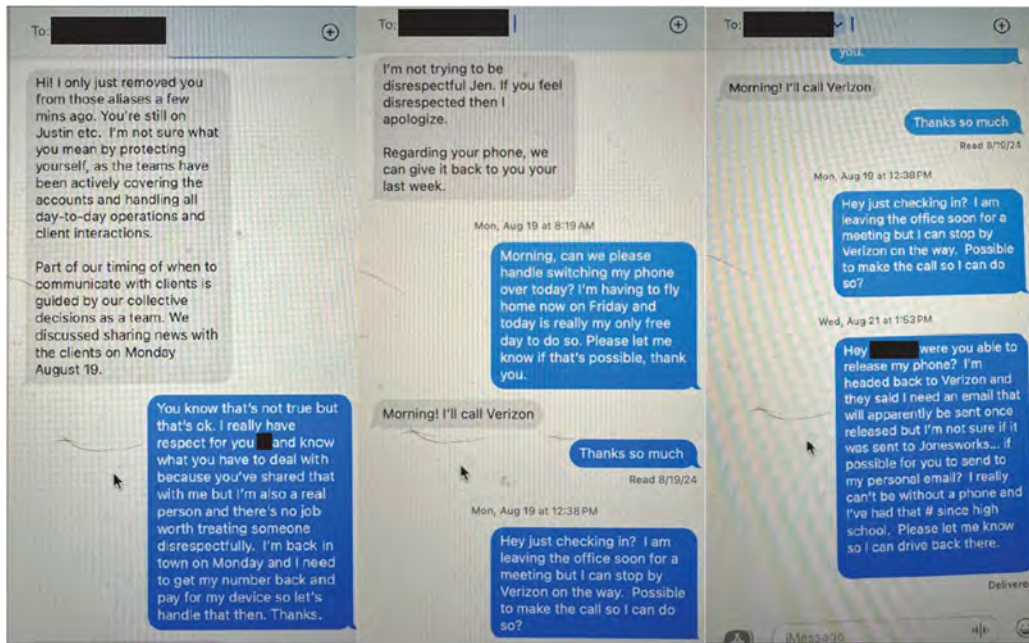 To:
Hi! I only just removed you
from those aliases a few
mins ago. You're still on
Justin etc. I'm not sure what
you mean by protecting
yourself, as the teams have
been actively covering the
accounts and handling all
day-to-day operations and
client interactions.
Part of our timing of when to
communicate with clients is
guided by our collective
decisions as a team. We
discussed sharing news with
the clients on Monday
August 19.
You know that's not true but
that's ok. I really have
respect for you and know
what you have to deal with
because you've shared that
with me but I'm also a real
person and there's no job
worth treating someone
disrespectfully. I'm back in
town on Monday and I need
to get my number back and
pay for my device so let's
handle that then. Thanks.
To:
I'm not trying to be
disrespectful Jen. If you feel
disrespected then I
apologize.
Regarding your phone, we
can give it back to you your
last week.
Mon, Aug 19 at 8:19 AM
Morning, can we please
handle switching my phone
over today? I'm having to fly
home now on Friday and
today is really my only free
day to do so. Please let me
know if that's possible, thank
you.
Morning! I'll call Verizon
Thanks so much
Read 8/19/24
Mon, Aug 19 at 12:38 PM
Hey just checking in? I am
leaving the office soon for a
meeting but I can stop by
Verizon on the way. Possible
to make the call so I can do
so?
To:
you.
Morning! I'll call Verizon
Thanks so much
Read 8/19/24
Mon, Aug 19 at 12:38 PM
Hey just checking in? I am
leaving the office soon for a
meeting but I can stop by
Verizon on the way. Possible
to make the call so I can do
so?
Wed, Aug 21 at 1:53 PM
Hey were you able to
release my phone? I'm
headed back to Verizon and
they said I need an email that
will apparently be sent once
released but I'm not sure if it
was sent to Jonesworks... if
possible for you to send to
my personal email? I really
can't be without a phone and
I've had that # since high
school. Please let me know
so I can drive back there.
Delivered
iMessage